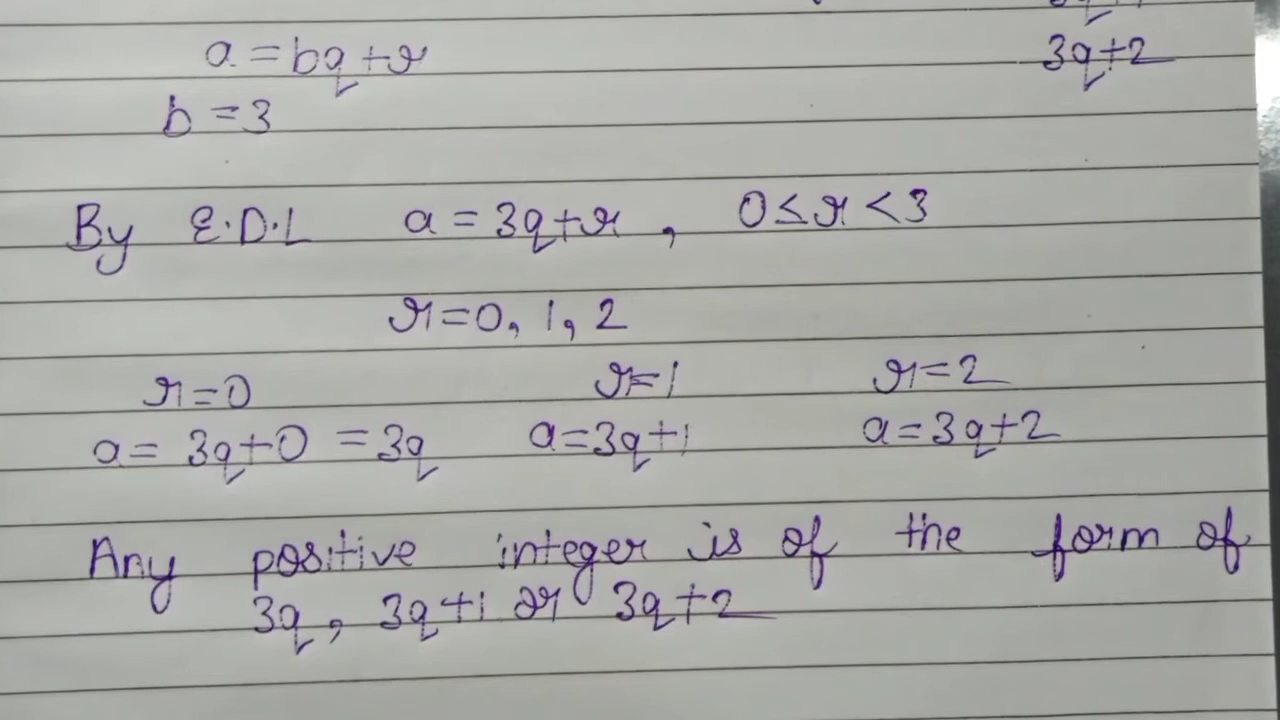 a = bq + r
3q+2
b = 3
By E.D.L a = 3q+r , 0 ≤ r < 3
r = 0, 1, 2
r = 0 r = 1 r = 2
a = 3q+0 = 3q a = 3q+1 a = 3q+2
Any positive integer is of the form of
3q, 3q+1 or 3q+2